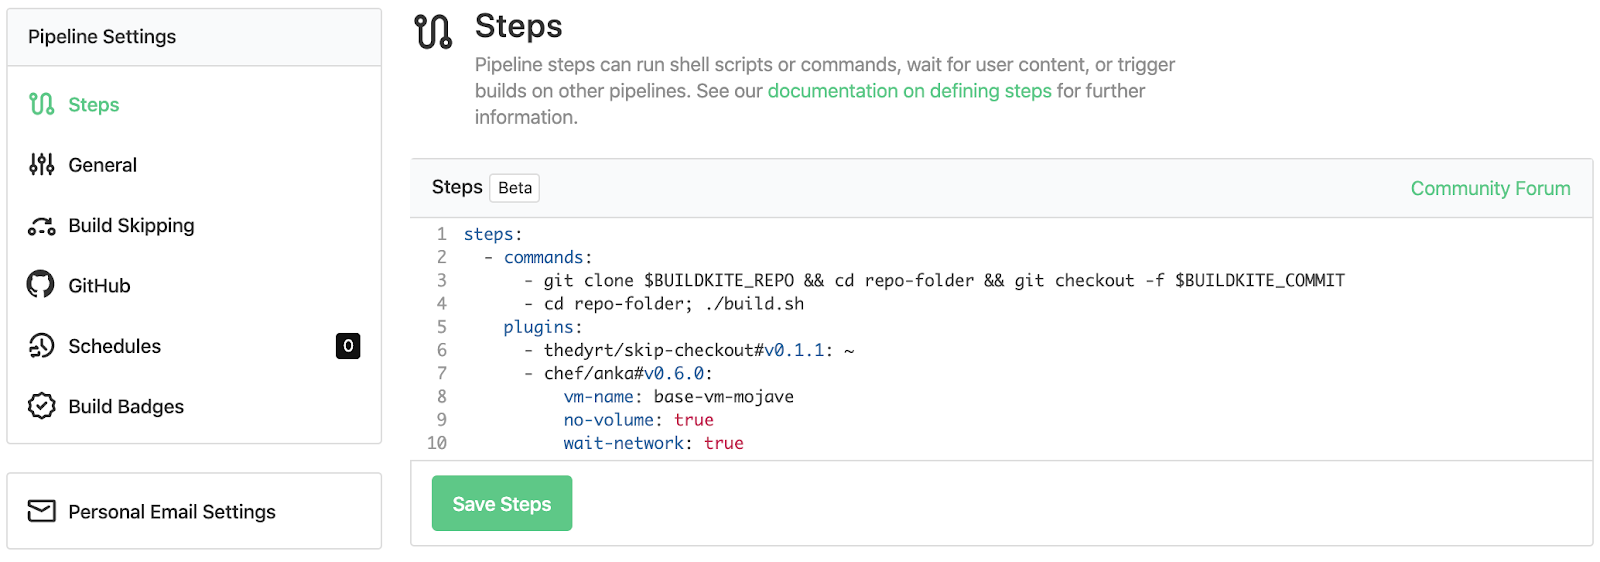 Pipeline Settings
Steps
General
Build Skipping
GitHub
Schedules 0
Build Badges
Personal Email Settings
Steps
Pipeline steps can run shell scripts or commands, wait for user content, or trigger
builds on other pipelines. See our documentation on defining steps for further
information.
Steps Beta Community Forum
1 steps:
2   - commands:
3       - git clone $BUILDKITE_REPO && cd repo-folder && git checkout -f $BUILDKITE_COMMIT
4       - cd repo-folder; ./build.sh
5     plugins:
6       - thedyrt/skip-checkout#v0.1.1: ~
7       - chef/anka#v0.6.0:
8           vm-name: base-vm-mojave
9           no-volume: true
10           wait-network: true
Save Steps